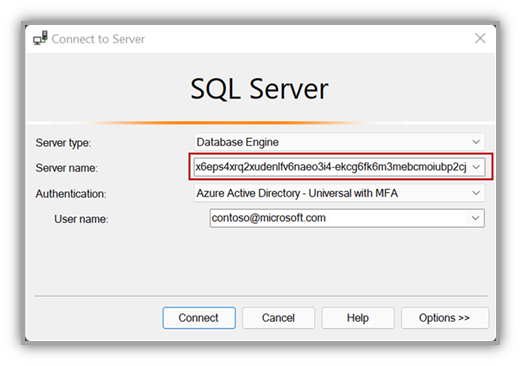 Connect to Server
SQL Server
Server type: Database Engine
Server name: x6eps4xrq2xudenlfv6naeo3i4-ekcg6fk6m3mebcmoiubp2cj
Authentication: Azure Active Directory - Universal with MFA
User name: contoso@microsoft.com
Connect Cancel Help Options >>